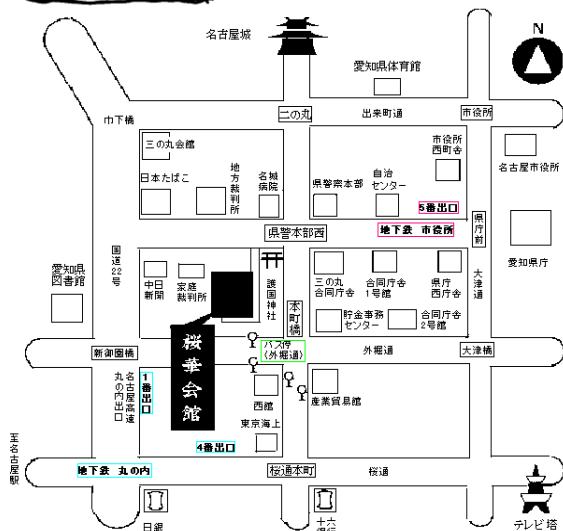 名古屋城
N
愛知県体育館
二の丸
出来町通
市役所
巾下橋
三の丸会館
市役所
西町舎
名古屋市役所
日本たばこ
地方裁判所
名城
病院
県警察本部
自治
センター
5番出口
県警本部西
地下鉄 市役所
県庁前
愛知県庁
国道22号
愛知県
図書館
中日
新聞
家庭
裁判所
護国神社
本町橋
三の丸
合同庁舎
合同庁舎
1号館
県庁
西庁舎
大津通
貯金事務
センター
合同庁舎
2号館
桜華会館
新御園橋
バス停
(外堀通)
外堀通
大津橋
1番出口
名古屋高速
丸の内出口
西館
産業貿易館
東京海上
4番出口
至名古屋駅
地下鉄 丸の内
桜通本町
桜通
日銀
十六
テレビ塔